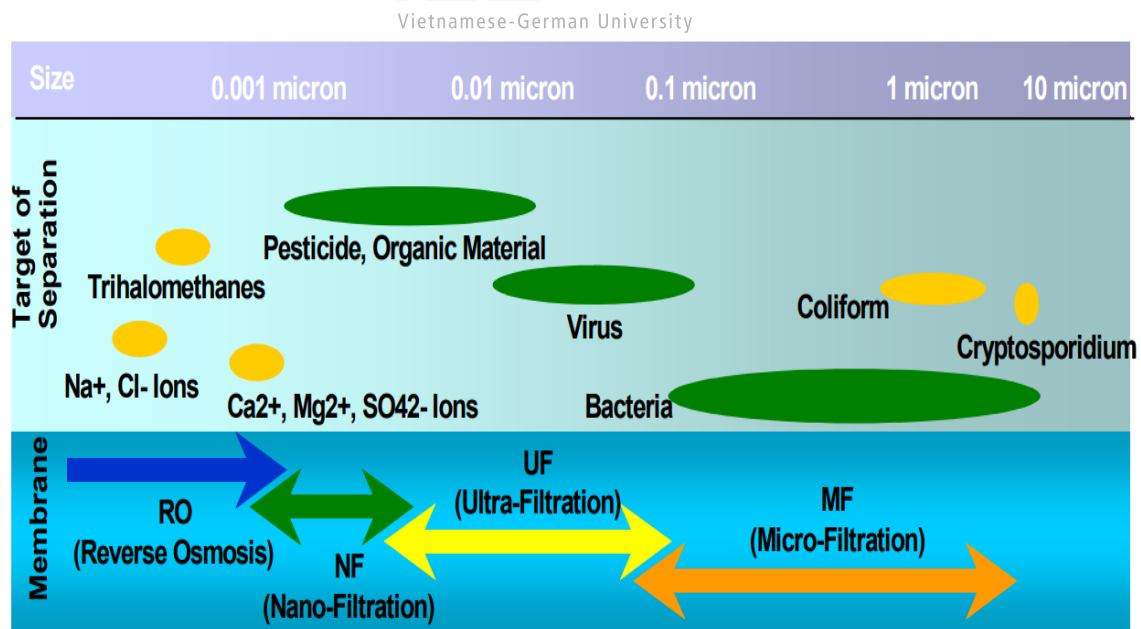 Vietnamese-German University
Size 0.001 micron 0.01 micron 0.1 micron 1 micron 10 micron
Target of
Separation
Pesticide, Organic Material
Trihalomethanes
Virus
Coliform
Cryptosporidium
Na+, Cl- Ions
Ca2+, Mg2+, SO42- Ions
Bacteria
Membrane
RO
(Reverse Osmosis)
NF
(Nano-Filtration)
UF
(Ultra-Filtration)
MF
(Micro-Filtration)